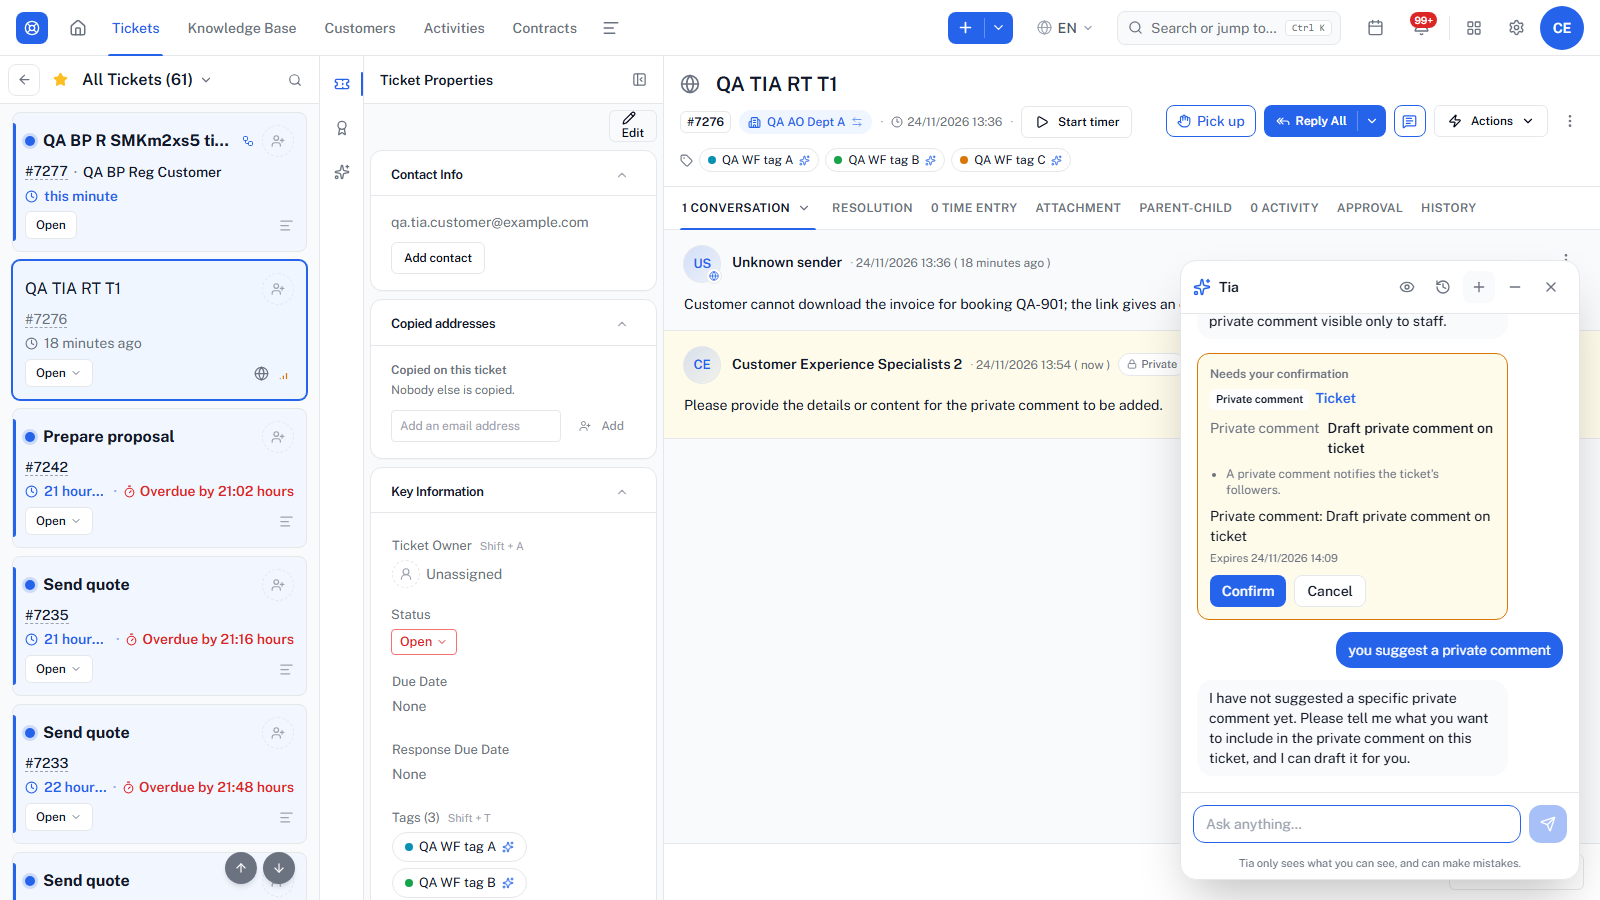 Tickets
Knowledge Base
Customers
Activities
Contracts
EN
Search or jump to...
Ctrl K
99+
CE
All Tickets (61)
QA BP R SMKm2xs5 ti...
#7277 · QA BP Reg Customer
this minute
Open
QA TIA RT T1
#7276
18 minutes ago
Open
Prepare proposal
#7242
21 hour... · Overdue by 21:02 hours
Open
Send quote
#7235
21 hour... · Overdue by 21:16 hours
Open
Send quote
#7233
22 hour... · Overdue by 21:48 hours
Open
Send quote
Ticket Properties
Edit
Contact Info
qa.tia.customer@example.com
Add contact
Copied addresses
Copied on this ticket
Nobody else is copied.
Add an email address
Add
Key Information
Ticket Owner Shift + A
Unassigned
Status
Open
Due Date
None
Response Due Date
None
Tags (3) Shift + T
QA WF tag A
QA WF tag B
QA TIA RT T1
#7276
QA AO Dept A
· 24/11/2026 13:36 ·
Start timer
Pick up
Reply All
Actions
QA WF tag A
QA WF tag B
QA WF tag C
1 CONVERSATION
RESOLUTION
0 TIME ENTRY
ATTACHMENT
PARENT-CHILD
0 ACTIVITY
APPROVAL
HISTORY
US
Unknown sender · 24/11/2026 13:36 ( 18 minutes ago )
Customer cannot download the invoice for booking QA-901; the link gives an
CE
Customer Experience Specialists 2 · 24/11/2026 13:54 ( now )
Private
Please provide the details or content for the private comment to be added.
Tia
private comment visible only to staff.
Needs your confirmation
Private comment Ticket
Private comment Draft private comment on
ticket
• A private comment notifies the ticket's
followers.
Private comment: Draft private comment on
ticket
Expires 24/11/2026 14:09
Confirm
Cancel
you suggest a private comment
I have not suggested a specific private
comment yet. Please tell me what you want
to include in the private comment on this
ticket, and I can draft it for you.
Ask anything...
Tia only sees what you can see, and can make mistakes.